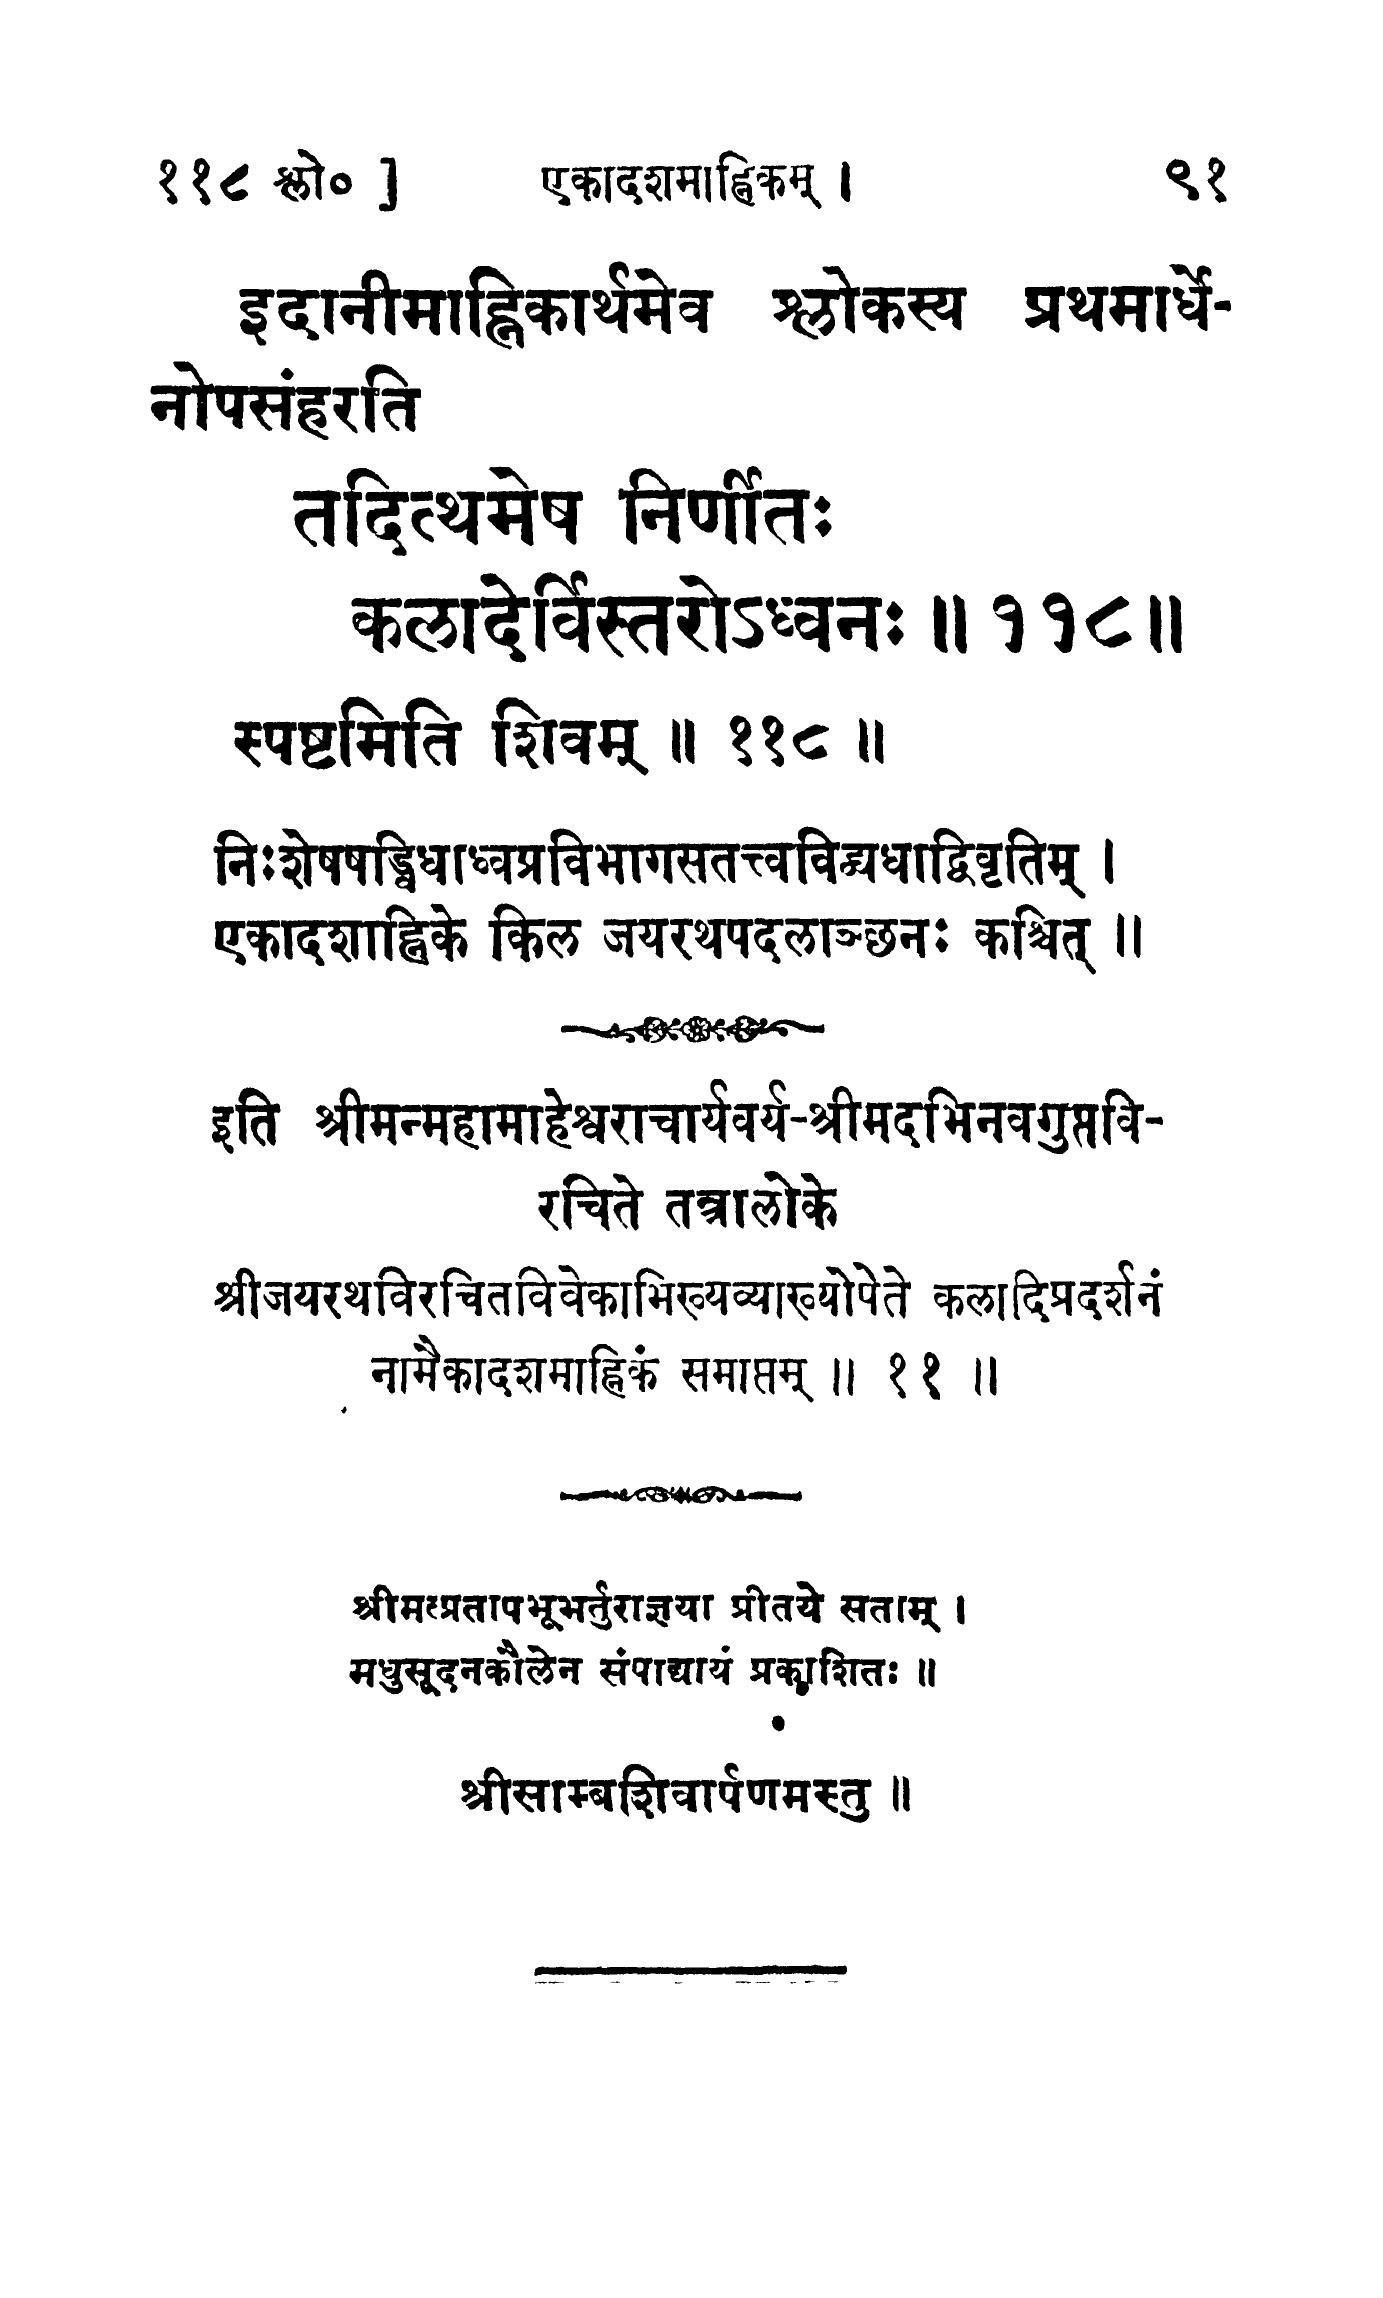 ११८ श्लो० ] एकादशमाह्निकम् । ९१
इदानीमाह्निकार्थमेव श्लोकस्य प्रथमार्धे-
नोपसंहरति
तदित्थमेष निर्णीतः
कलादेर्विस्तरोऽध्वनः ॥ ११८॥
स्पष्टमिति शिवम् ॥ ११८ ॥
निःशेषषड्विधाध्वप्रविभागसतत्त्वविद्व्यधाद्विवृतिम् ।
एकादशाह्निके किल जयरथपदलाञ्छनः कश्चित् ॥
इति श्रीमन्महामाहेश्वराचार्यवर्य-श्रीमदभिनवगुप्तवि-
रचिते तन्त्रालोके
श्रीजयरथविरचितविवेकाभिख्यव्याख्योपेते कलादिप्रदर्शनं
नामैकादशमाह्निकं समाप्तम् ॥ ११ ॥
श्रीमत्प्रतापभूभर्तुराज्ञया प्रीतये सताम् ।
मधुसूदनकौलेन संपाद्यायं प्रकाशितः ॥
श्रीसाम्बशिवार्पणमस्तु ॥